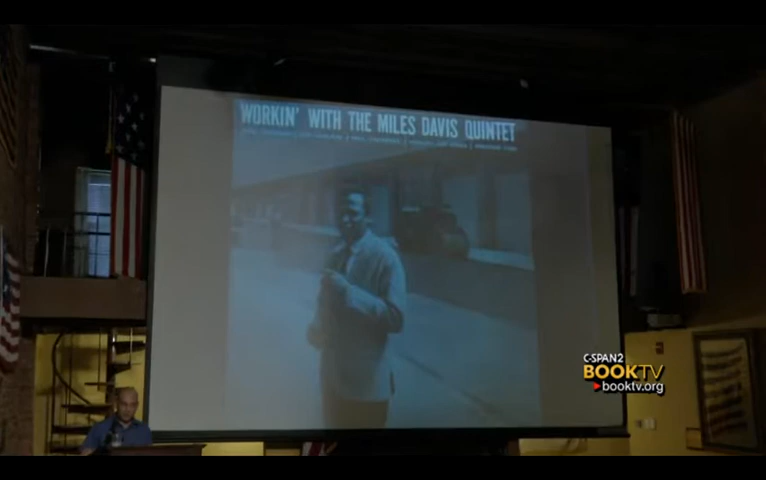 WORKIN' WITH THE MILES DAVIS QUINTET
C-SPAN2
BOOKTV
booktv.org